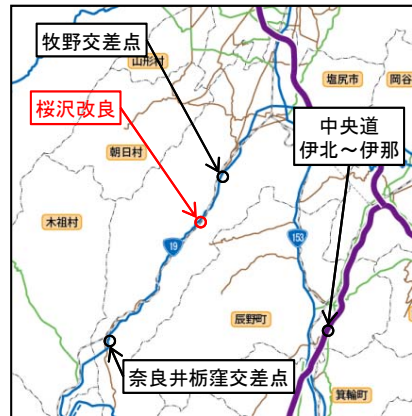 牧野交差点
山形村
塩尻市
岡谷
桜沢改良
中央道
伊北～伊那
朝日村
木祖村
19
153
辰野町
奈良井栃窪交差点
箕輪町